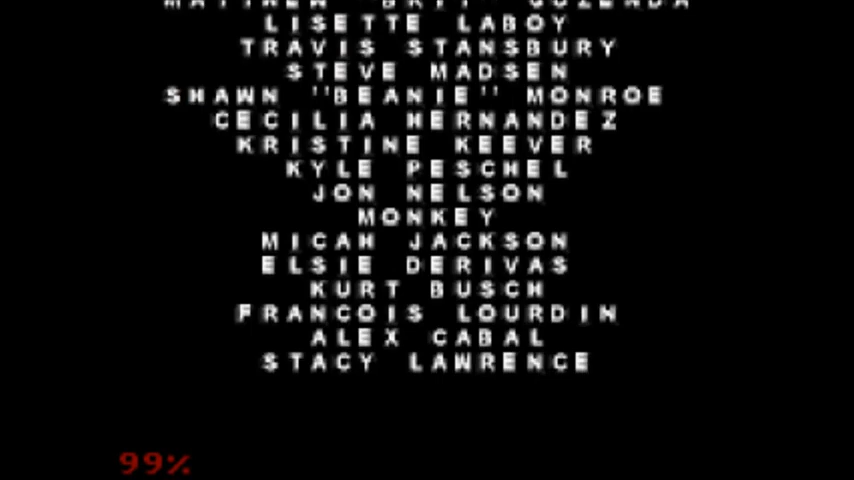 LISETTE LABOY
TRAVIS STANSBURY
STEVE MADSEN
SHAWN "BEANIE" MONROE
CECILIA HERNANDEZ
KRISTINE KEEVER
KYLE PESCHEL
JON NELSON
MONKEY
MICAH JACKSON
ELSIE DERIVAS
KURT BUSCH
FRANCOIS LOURDIN
ALEX CABAL
STACY LAWRENCE
99%